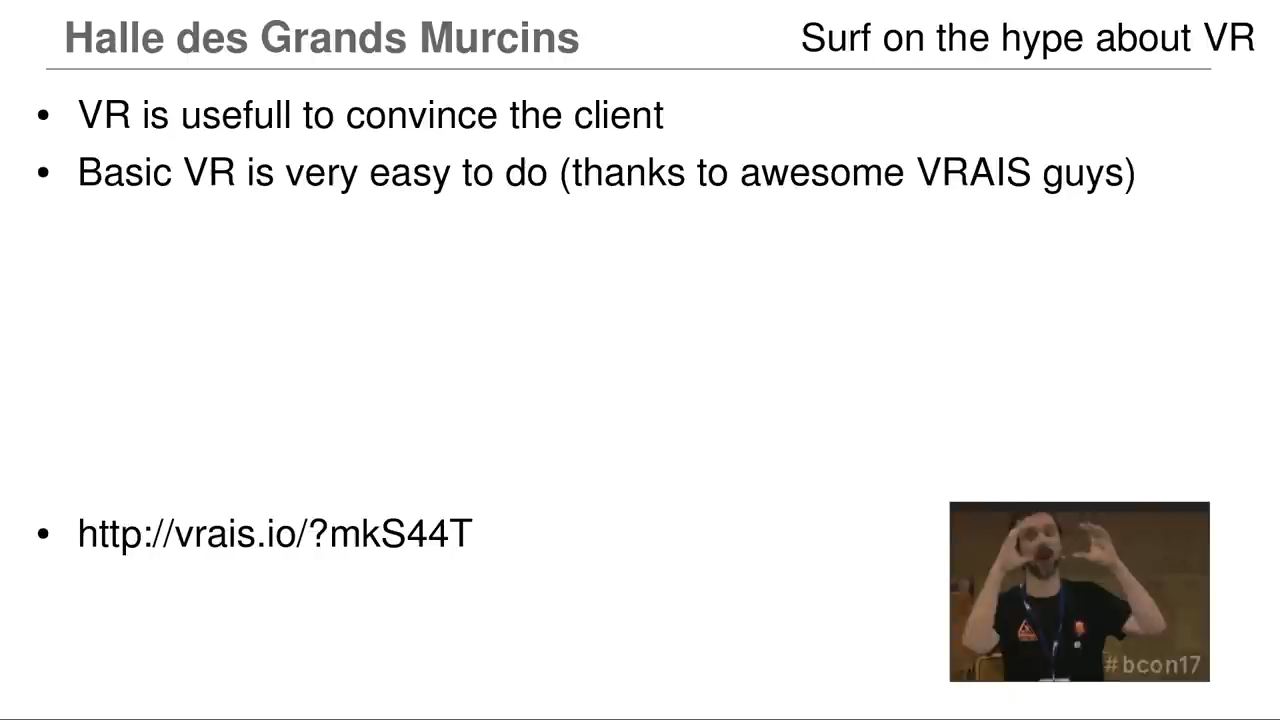 Halle des Grands Murcins
Surf on the hype about VR
• VR is usefull to convince the client
• Basic VR is very easy to do (thanks to awesome VRAIS guys)
• http://vrais.io/?mkS44T
#bcon17